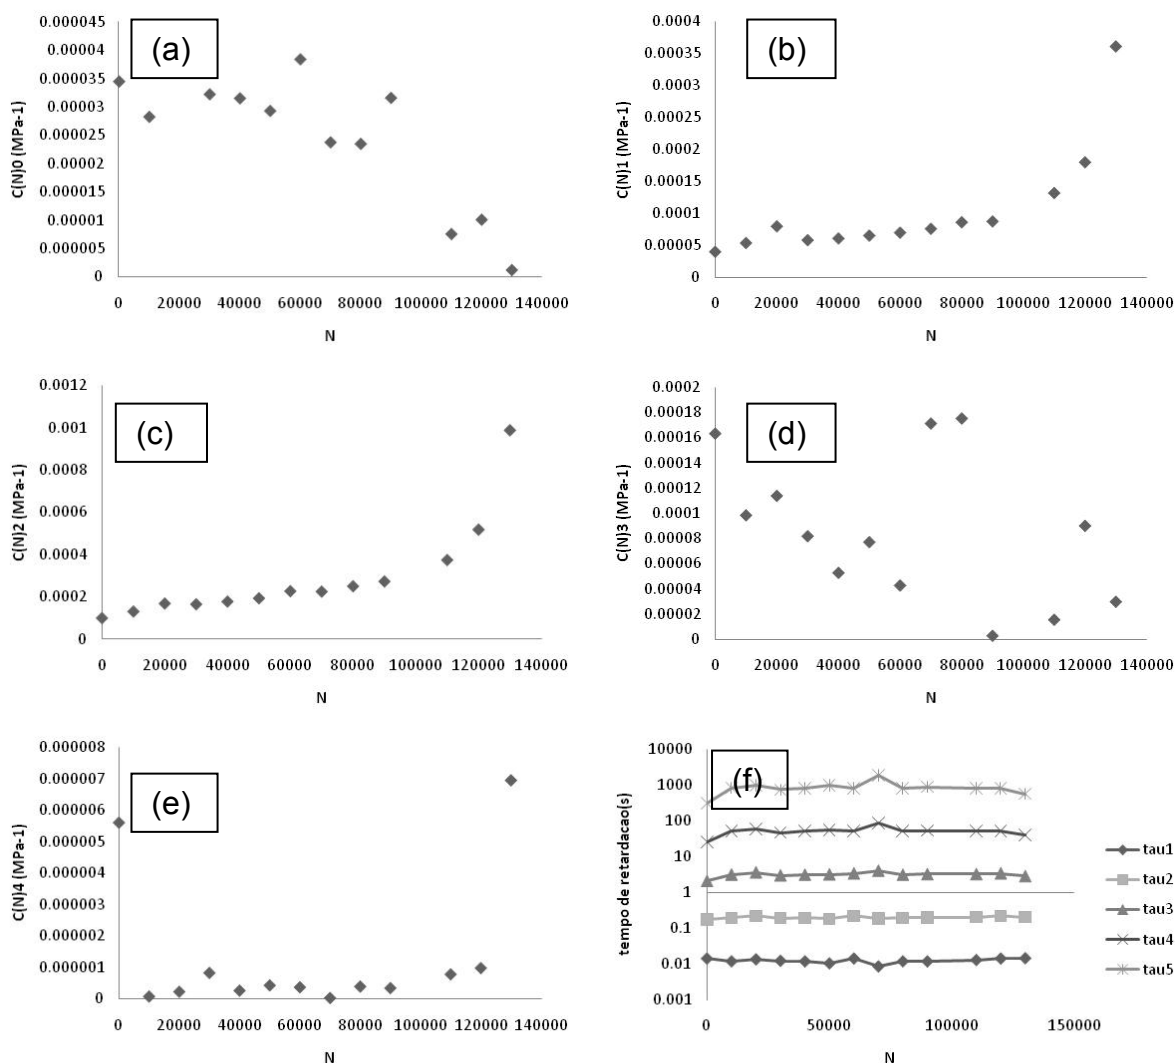 (a)
C(N)0 (MPa-1)
0.000045
0.00004
0.000035
0.00003
0.000025
0.00002
0.000015
0.00001
0.000005
0
0 20000 40000 60000 80000 100000 120000 140000
N
(b)
C(N)1 (MPa-1)
0.0004
0.00035
0.0003
0.00025
0.0002
0.00015
0.0001
0.00005
0
0 20000 40000 60000 80000 100000 120000 140000
N
(c)
C(N)2 (MPa-1)
0.0012
0.001
0.0008
0.0006
0.0004
0.0002
0
0 20000 40000 60000 80000 100000 120000 140000
N
(d)
C(N)3 (MPa-1)
0.0002
0.00018
0.00016
0.00014
0.00012
0.0001
0.00008
0.00006
0.00004
0.00002
0
0 20000 40000 60000 80000 100000 120000 140000
N
(e)
C(N)4 (MPa-1)
0.000008
0.000007
0.000006
0.000005
0.000004
0.000003
0.000002
0.000001
0
0 20000 40000 60000 80000 100000 120000 140000
N
(f)
tempo de retardacao(s)
10000
1000
100
10
1
0.1
0.01
0.001
0 50000 100000 150000
N
tau1
tau2
tau3
tau4
tau5